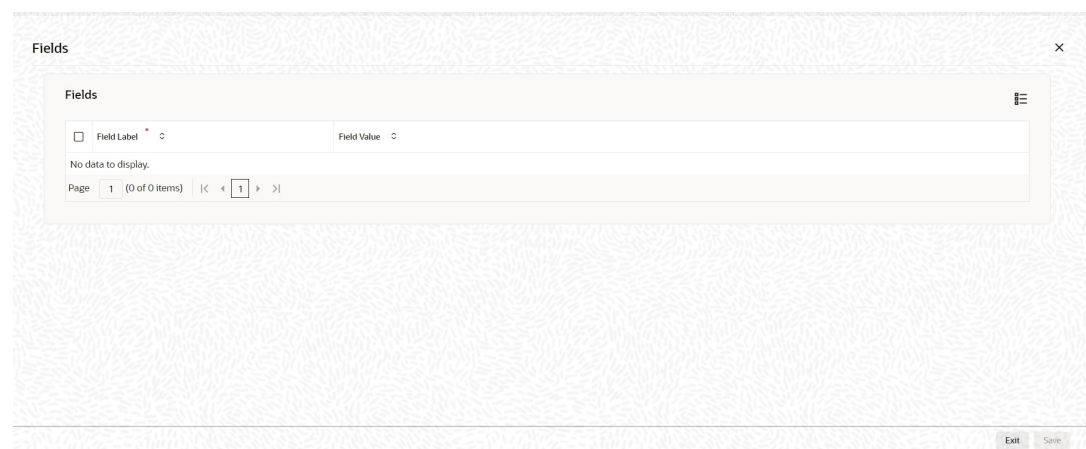 Fields
Fields
Field Label * Field Value
No data to display.
Page 1 (0 of 0 items) 1
Exit Save